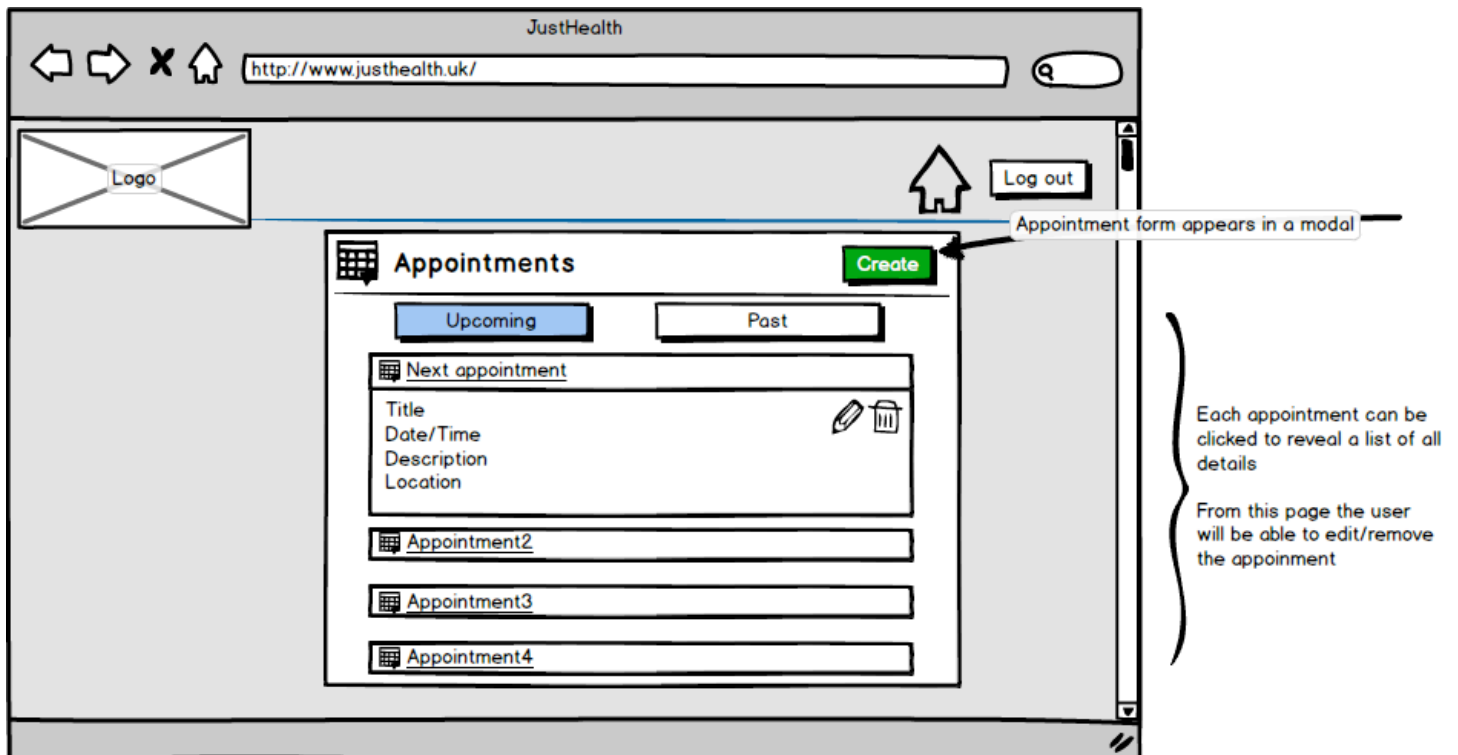 JustHealth
http://www.justhealth.uk/
Logo
Log out
Appointment form appears in a modal
Appointments
Create
Upcoming
Past
Next appointment
Title
Date/Time
Description
Location
Appointment2
Appointment3
Appointment4
Each appointment can be
clicked to reveal a list of all
details
From this page the user
will be able to edit/remove
the appoinment